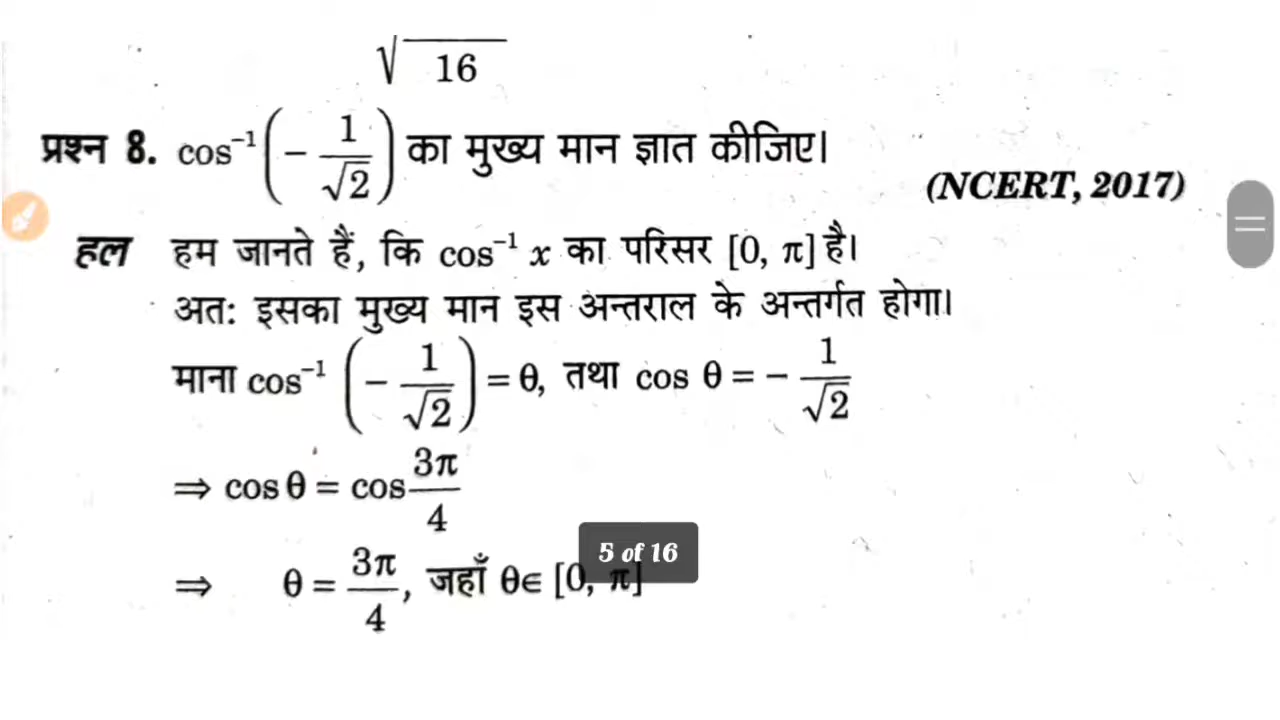 √16
प्रश्न 8. cos⁻¹(− 1/√2) का मुख्य मान ज्ञात कीजिए।
(NCERT, 2017)
हल हम जानते हैं, कि cos⁻¹ x का परिसर [0, π] है।
अतः इसका मुख्य मान इस अन्तराल के अन्तर्गत होगा।
माना cos⁻¹ (− 1/√2) = θ, तथा cos θ = − 1/√2
⇒ cos θ = cos 3π/4
⇒ θ = 3π/4, जहाँ θ∈ [0, π]
5 of 16